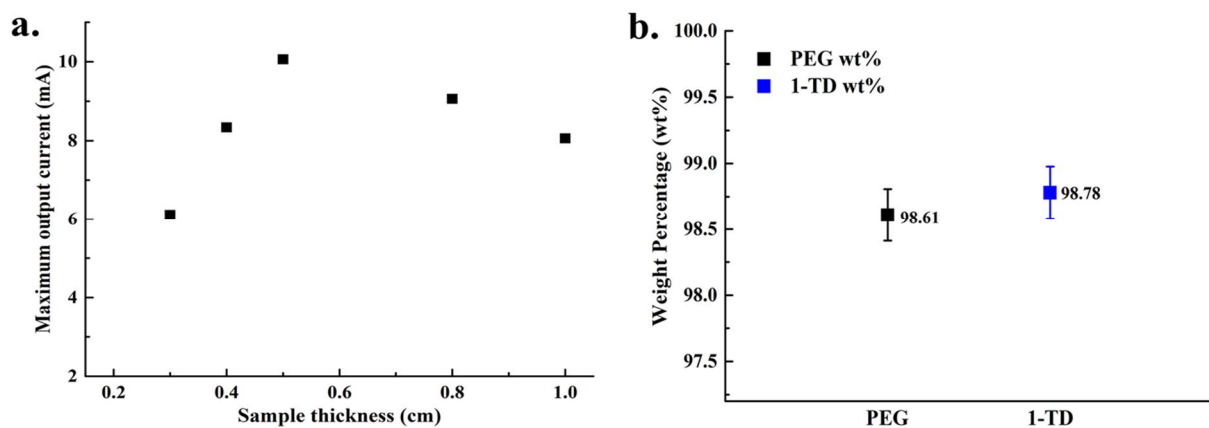 a.
Maximum output current (mA)
10
8
6
4
2
0.2 0.4 0.6 0.8 1.0
Sample thickness (cm)
b.
Weight Percentage (wt%)
100.0
99.5
99.0
98.5
98.0
97.5
PEG wt%
1-TD wt%
98.61
98.78
PEG 1-TD